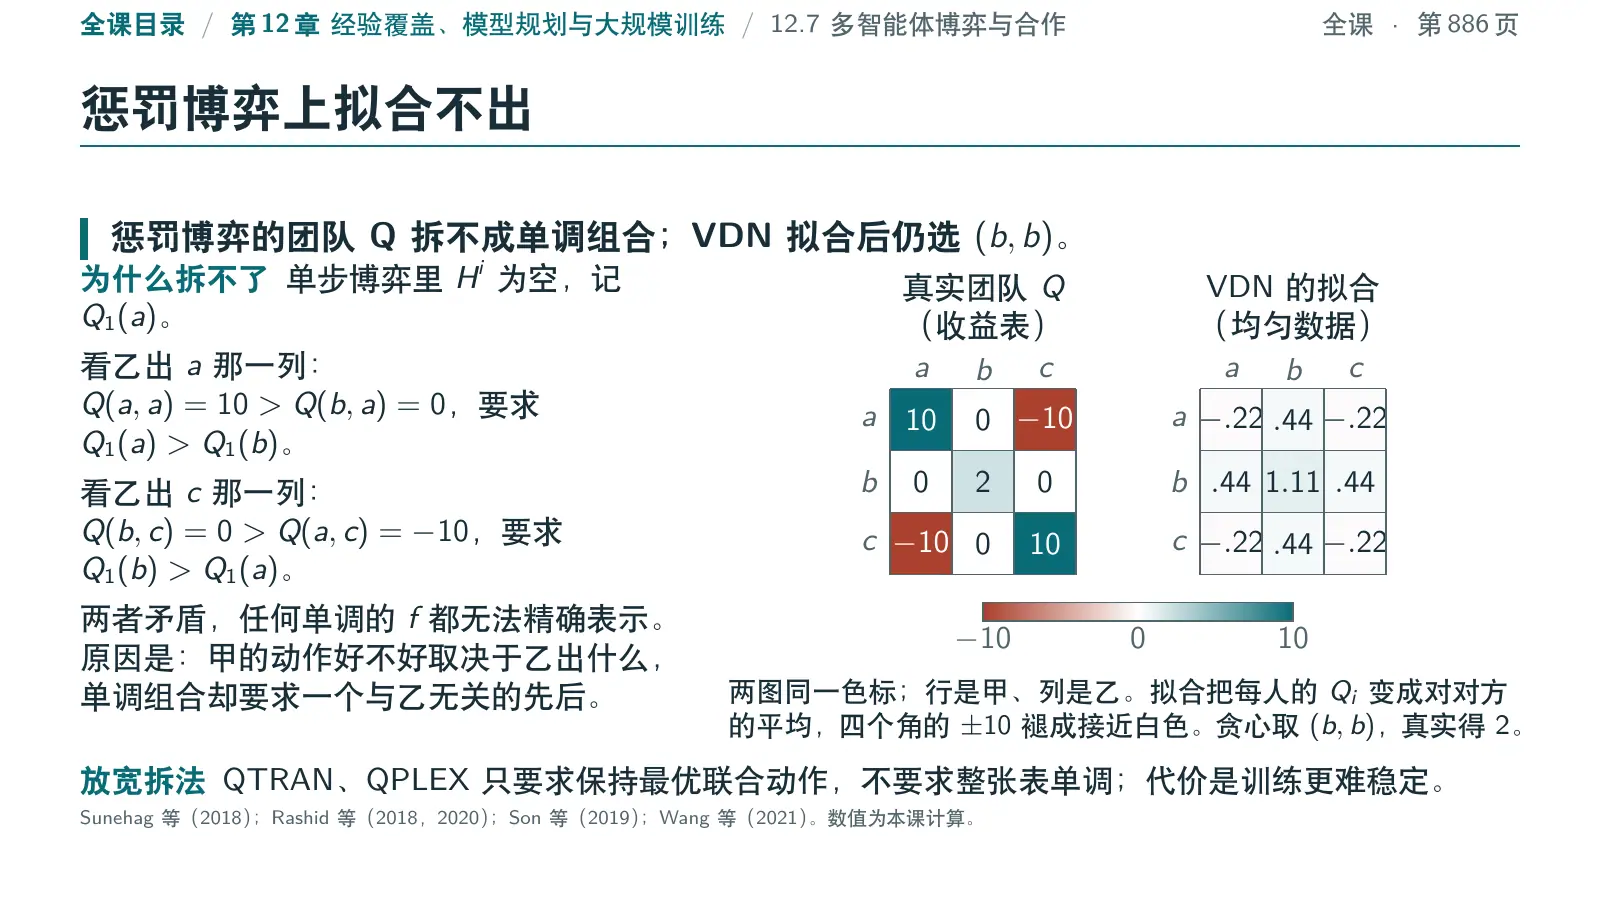 全课目录 / 第 12 章 经验覆盖、模型规划与大规模训练 / 12.7 多智能体博弈与合作
全课 · 第 886 页
惩罚博弈上拟合不出
惩罚博弈的团队 Q 拆不成单调组合；VDN 拟合后仍选 (b, b)。
为什么拆不了 单步博弈里 Hⁱ 为空，记
Q₁(a)。
看乙出 a 那一列：
Q(a, a) = 10 > Q(b, a) = 0，要求
Q₁(a) > Q₁(b)。
看乙出 c 那一列：
Q(b, c) = 0 > Q(a, c) = −10，要求
Q₁(b) > Q₁(a)。
两者矛盾，任何单调的 f 都无法精确表示。
原因是：甲的动作好不好取决于乙出什么，
单调组合却要求一个与乙无关的先后。
真实团队 Q
（收益表）
a b c
a 10 0 −10
b 0 2 0
c −10 0 10
VDN 的拟合
（均匀数据）
a b c
a −.22 .44 −.22
b .44 1.11 .44
c −.22 .44 −.22
−10 0 10
两图同一色标；行是甲、列是乙。拟合把每人的 Qᵢ 变成对对方
的平均，四个角的 ±10 褪成接近白色。贪心取 (b, b)，真实得 2。
放宽拆法 QTRAN、QPLEX 只要求保持最优联合动作，不要求整张表单调；代价是训练更难稳定。
Sunehag 等（2018）；Rashid 等（2018，2020）；Son 等（2019）；Wang 等（2021）。数值为本课计算。